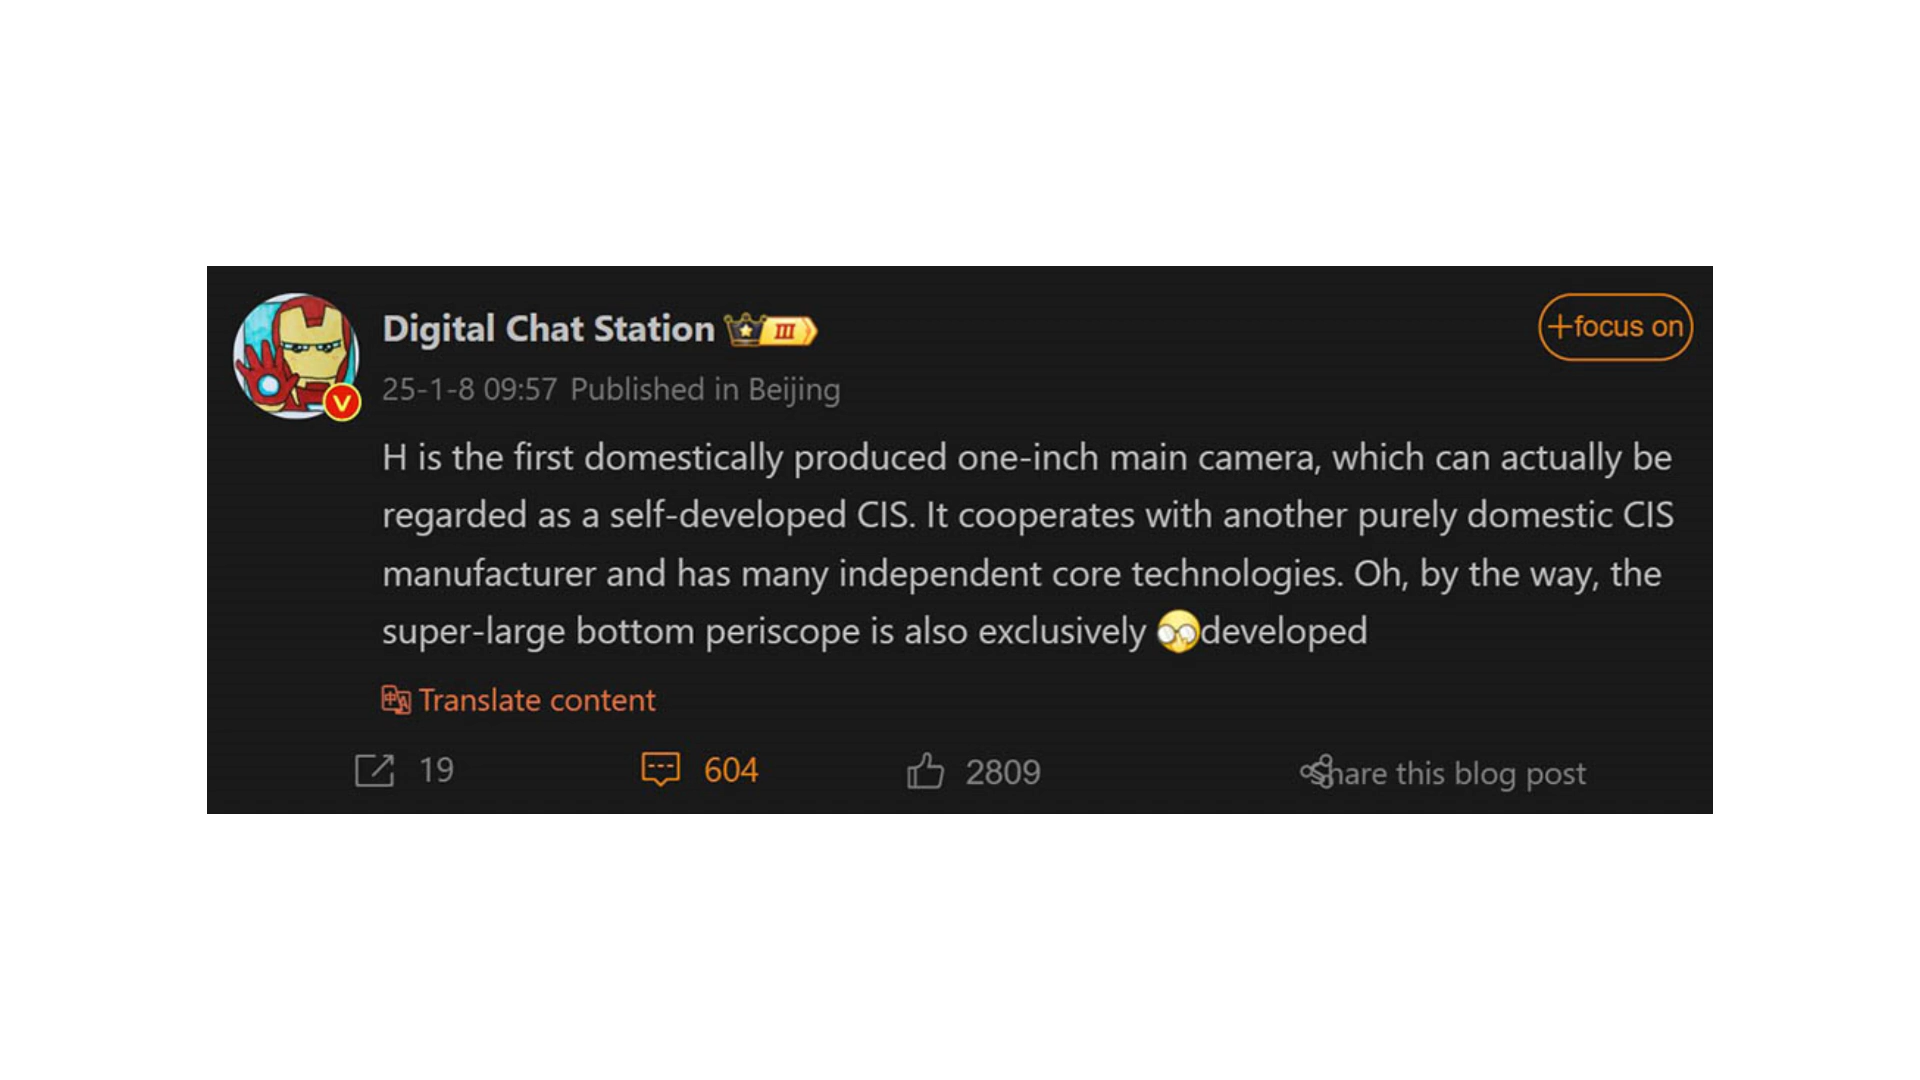 Digital Chat Station III
25-1-8 09:57 Published in Beijing
+focus on
V
H is the first domestically produced one-inch main camera, which can actually be
regarded as a self-developed CIS. It cooperates with another purely domestic CIS
manufacturer and has many independent core technologies. Oh, by the way, the
super-large bottom periscope is also exclusively developed
中A Translate content
19
604
2809
Share this blog post